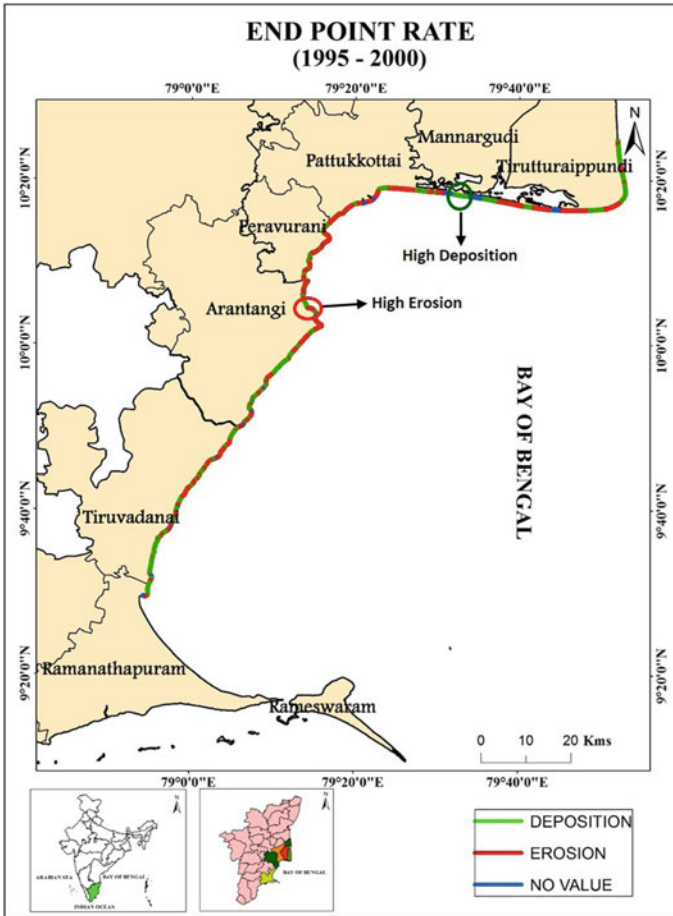 END POINT RATE
(1995 - 2000)
79°0'0"E
79°20'0"E
79°40'0"E
N
Mannargudi
Pattukkottai
Tirutturaippundi
10°20'0"N
10°20'0"N
Peravurani
High Deposition
Arantangi
High Erosion
10°0'0"N
10°0'0"N
BAY OF BENGAL
9°40'0"N
9°40'0"N
Tiruvadanai
Ramanathapuram
9°20'0"N
9°20'0"N
Rameswaram
0
10
20 Kms
79°0'0"E
79°20'0"E
79°40'0"E
N
ARABIAN SEA
BAY OF BENGAL
INDIAN OCEAN
N
BAY OF BENGAL
DEPOSITION
EROSION
NO VALUE